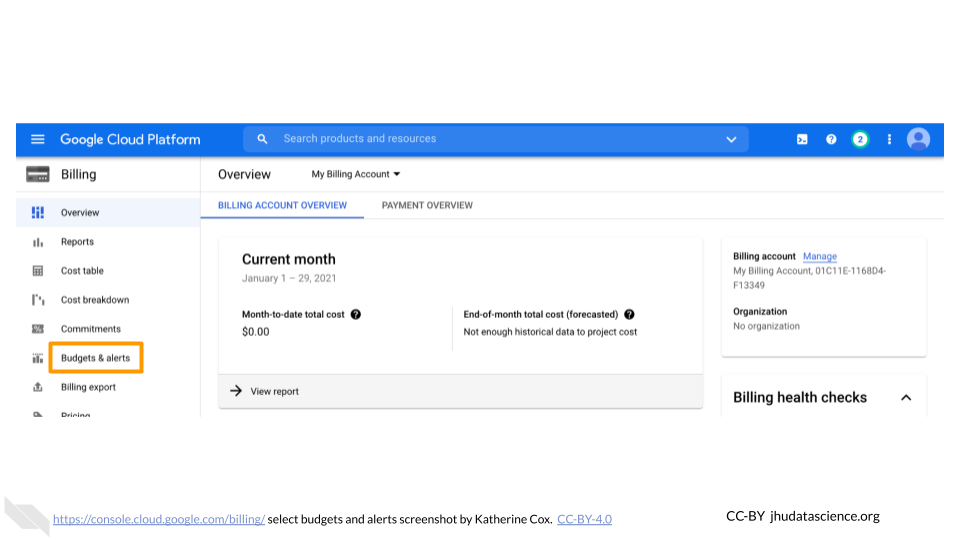 Google Cloud Platform
Search products and resources
2
Billing
Overview
My Billing Account
Overview
Reports
Cost table
Cost breakdown
Commitments
Budgets & alerts
Billing export
Pricing
BILLING ACCOUNT OVERVIEW
PAYMENT OVERVIEW
Current month
January 1 – 29, 2021
Month-to-date total cost ?
$0.00
End-of-month total cost (forecasted) ?
Not enough historical data to project cost
View report
Billing account Manage
My Billing Account, 01C11E-1168D4-
F13349
Organization
No organization
Billing health checks
https://console.cloud.google.com/billing/ select budgets and alerts screenshot by Katherine Cox. CC-BY-4.0
CC-BY jhudatascience.org